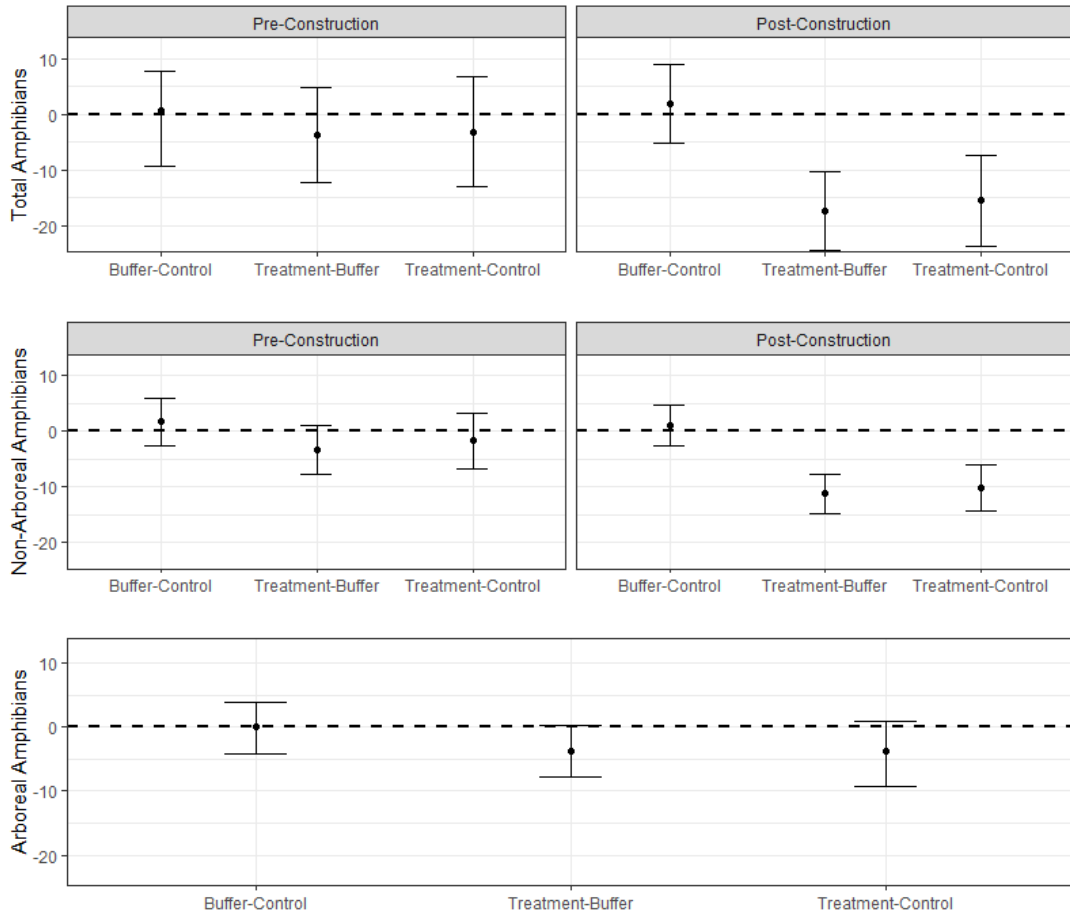 Pre-Construction Post-Construction
Total Amphibians
10
0
-10
-20
Buffer-Control Treatment-Buffer Treatment-Control Buffer-Control Treatment-Buffer Treatment-Control
Pre-Construction Post-Construction
Non-Arboreal Amphibians
10
0
-10
-20
Buffer-Control Treatment-Buffer Treatment-Control Buffer-Control Treatment-Buffer Treatment-Control
Arboreal Amphibians
10
0
-10
-20
Buffer-Control Treatment-Buffer Treatment-Control